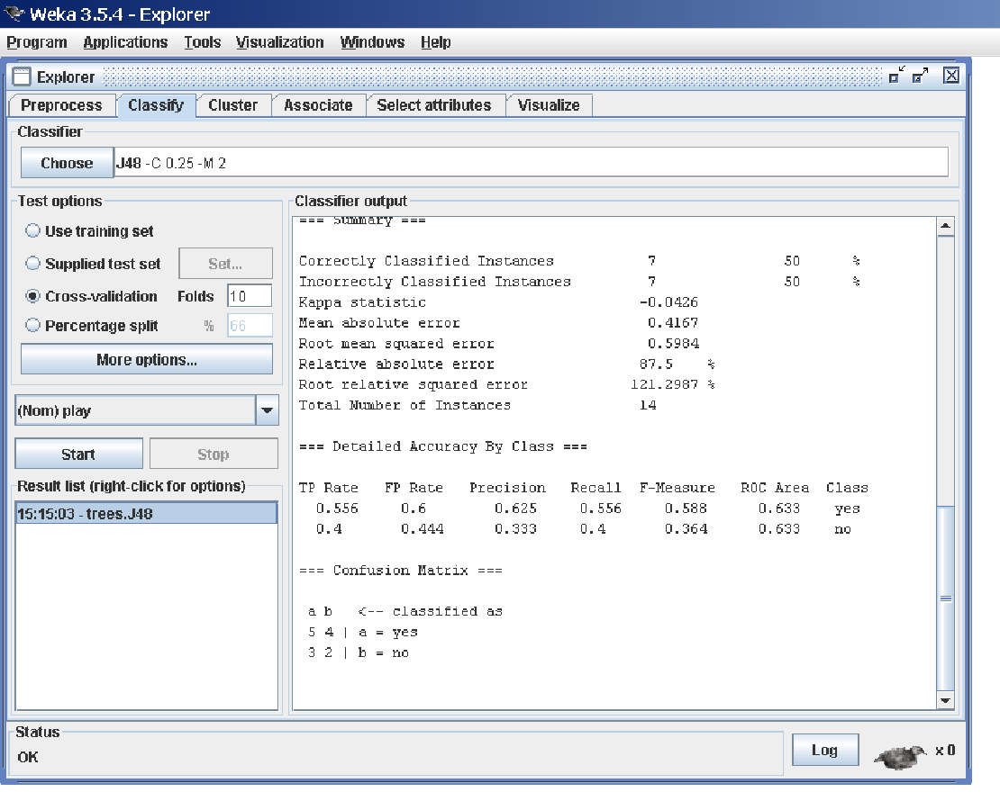 Weka 3.5.4 - Explorer
Program Applications Tools Visualization Windows Help
Explorer
Preprocess Classify Cluster Associate Select attributes Visualize
Classifier
Choose J48 -C 0.25 -M 2
Test options
Use training set
Supplied test set Set...
Cross-validation Folds 10
Percentage split % 66
More options...
(Nom) play
Start Stop
Result list (right-click for options)
15:15:03 - trees.J48
Classifier output
=== Summary ===
Correctly Classified Instances 7 50 %
Incorrectly Classified Instances 7 50 %
Kappa statistic -0.0426
Mean absolute error 0.4167
Root mean squared error 0.5984
Relative absolute error 87.5 %
Root relative squared error 121.2987 %
Total Number of Instances 14
=== Detailed Accuracy By Class ===
TP Rate FP Rate Precision Recall F-Measure ROC Area Class
0.556 0.6 0.625 0.556 0.588 0.633 yes
0.4 0.444 0.333 0.4 0.364 0.633 no
=== Confusion Matrix ===
a b <-- classified as
5 4 | a = yes
3 2 | b = no
Status
OK
Log x 0